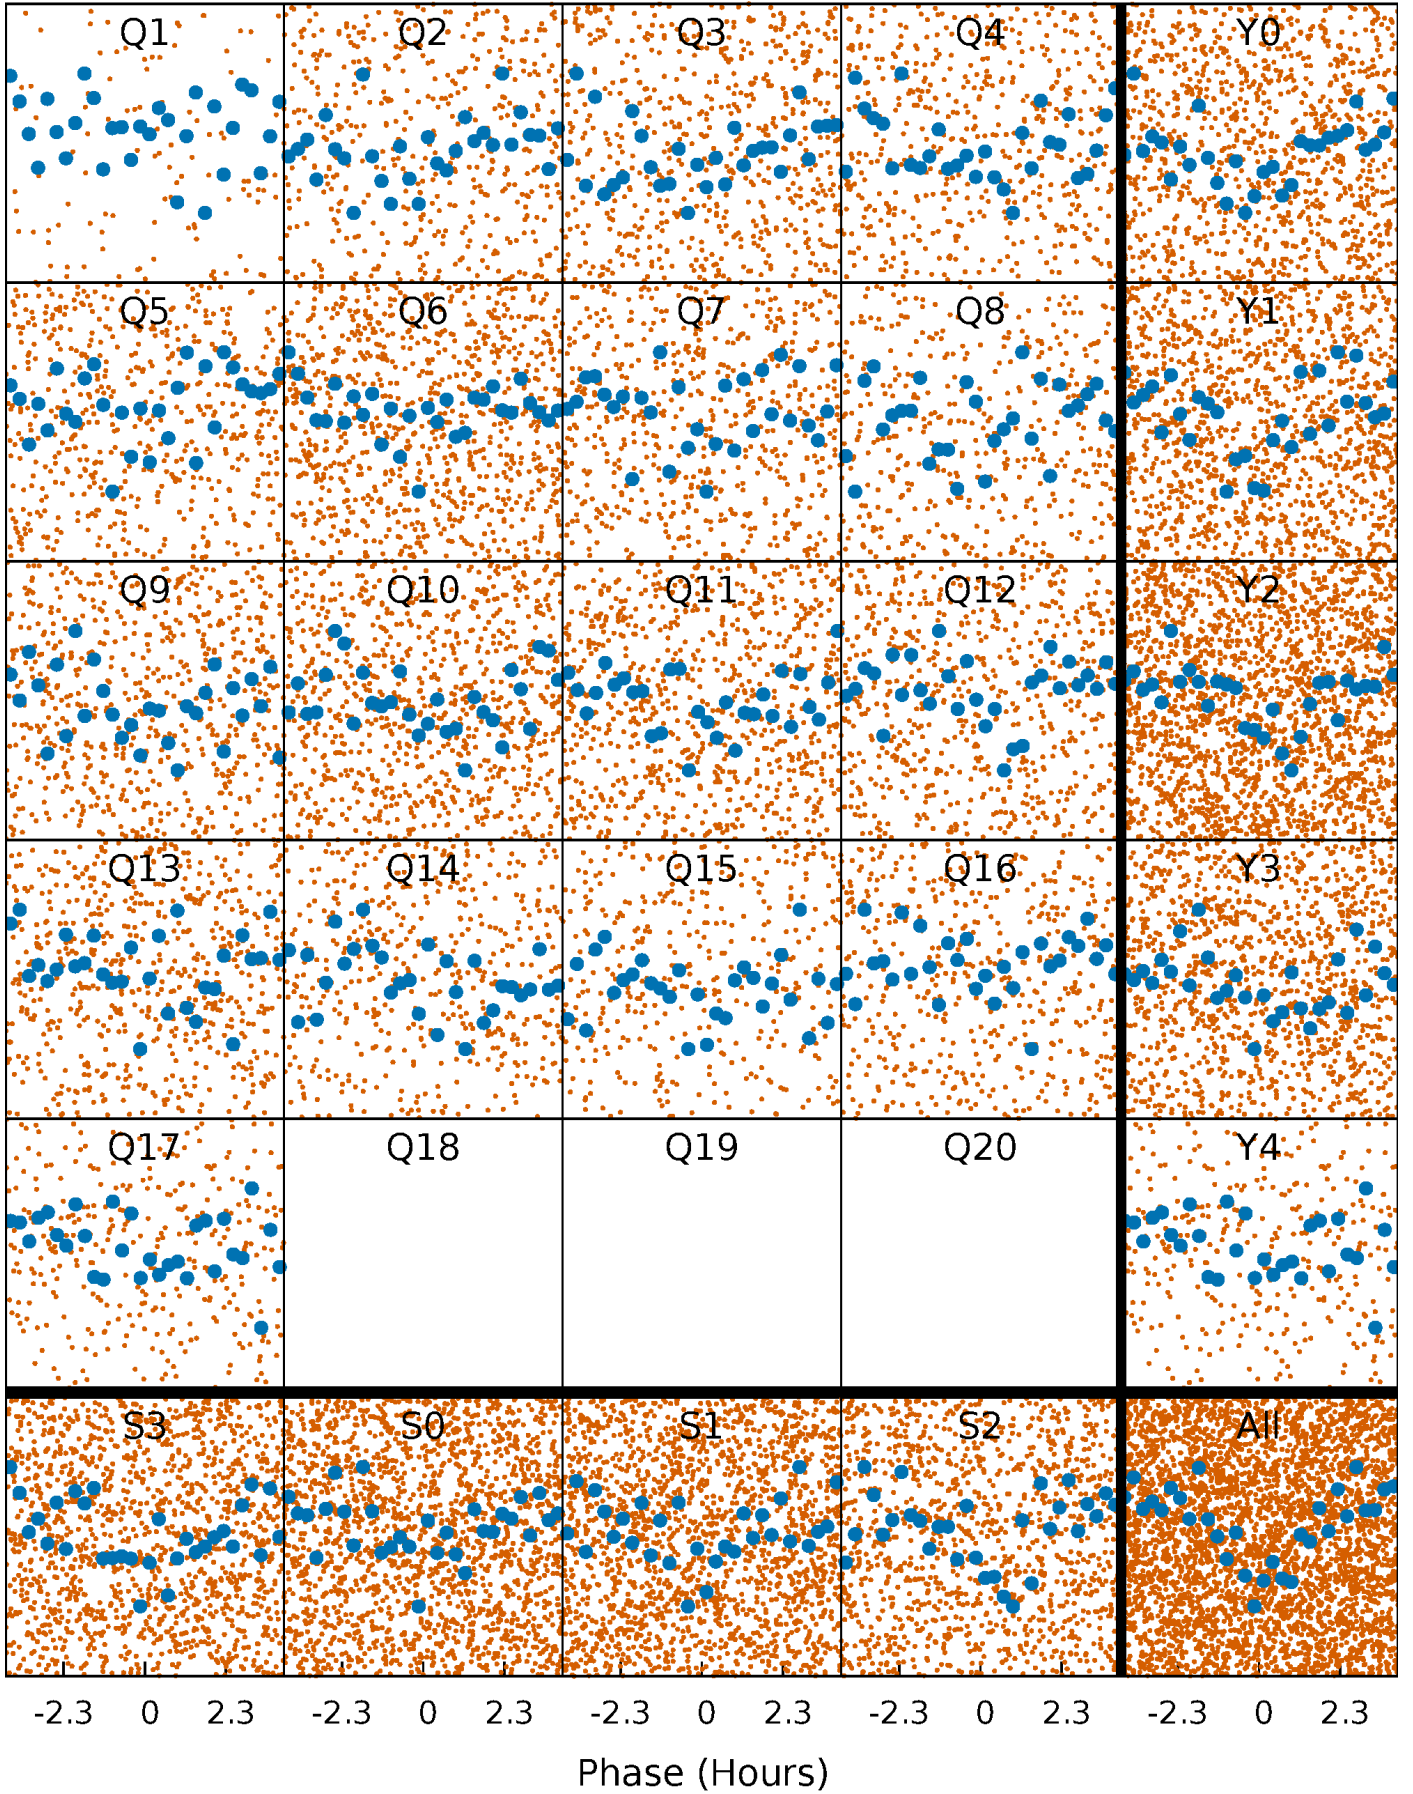 Q1 Q2 Q3 Q4 Y0
Q5 Q6 Q7 Q8 Y1
Q9 Q10 Q11 Q12 Y2
Q13 Q14 Q15 Q16 Y3
Q17 Q18 Q19 Q20 Y4
S3 S0 S1 S2 All
-2.3 0 2.3 -2.3 0 2.3 -2.3 0 2.3 -2.3 0 2.3 -2.3 0 2.3
Phase (Hours)